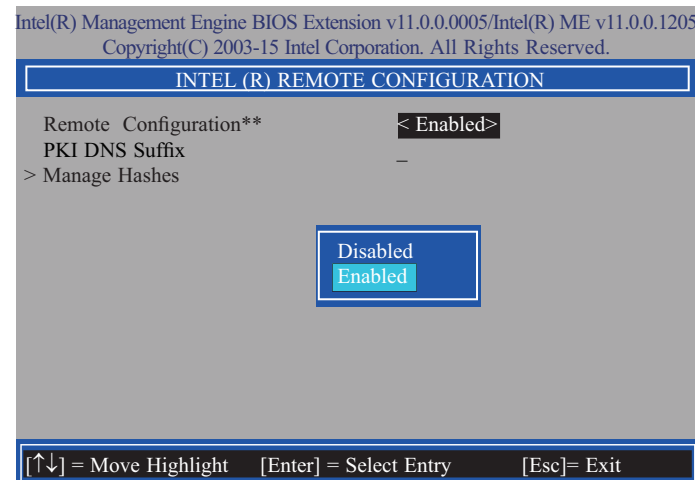 Intel(R) Management Engine BIOS Extension v11.0.0.0005/Intel(R) ME v11.0.0.1205
Copyright(C) 2003-15 Intel Corporation. All Rights Reserved.
INTEL (R) REMOTE CONFIGURATION
Remote Configuration** < Enabled>
PKI DNS Suffix _
> Manage Hashes
Disabled
Enabled
[↑↓] = Move Highlight [Enter] = Select Entry [Esc]= Exit